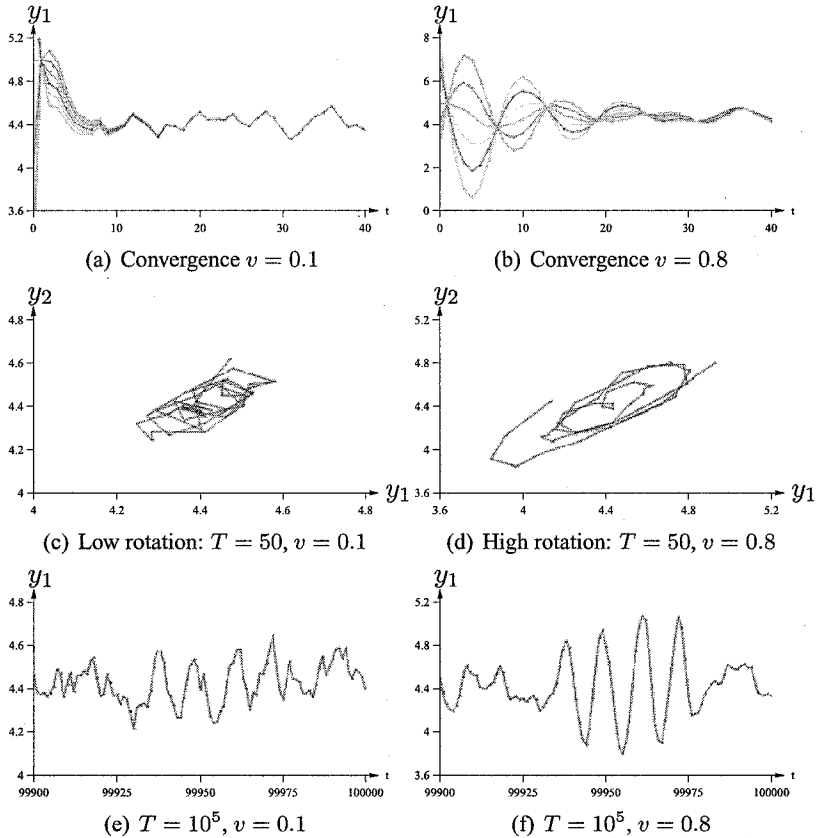 y₁ y₁
5.2 8
4.8 6
4.4 4
4 2
3.6 0
0 10 20 30 40 t 0 10 20 30 40 t
(a) Convergence v = 0.1 (b) Convergence v = 0.8
y₂ y₂
4.8 5.2
4.6 4.8
4.4 4.4
4.2 4
4 3.6
4 4.2 4.4 4.6 4.8 y₁ 3.6 4 4.4 4.8 5.2 y₁
(c) Low rotation: T = 50, v = 0.1 (d) High rotation: T = 50, v = 0.8
y₁ y₁
4.8 5.2
4.6 4.8
4.4 4.4
4.2 4
4 3.6
99900 99925 99950 99975 100000 t 99900 99925 99950 99975 100000 t
(e) T = 10⁵, v = 0.1 (f) T = 10⁵, v = 0.8